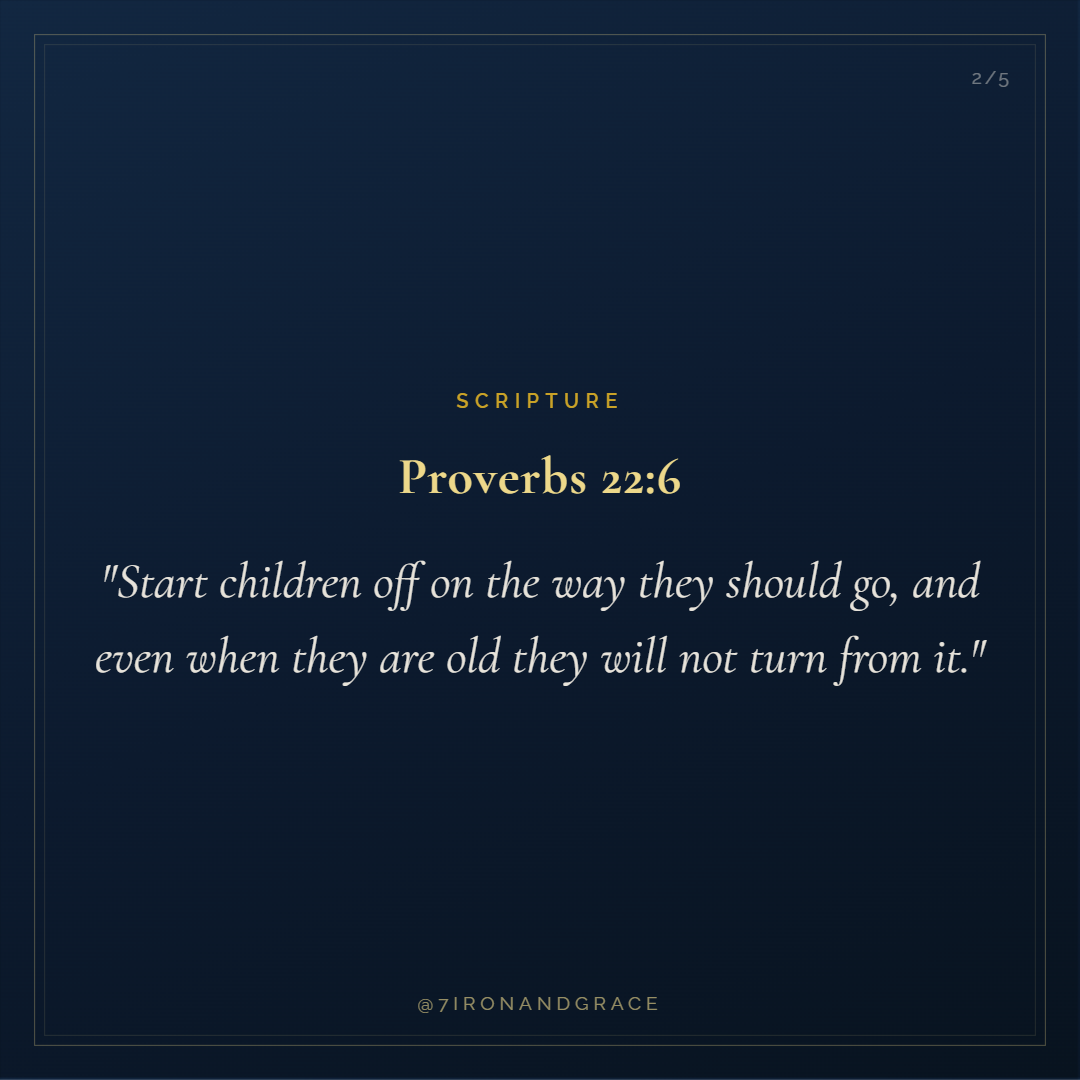 2/5
SCRIPTURE
Proverbs 22:6
"Start children off on the way they should go, and
even when they are old they will not turn from it."
@7IRONANDGRACE